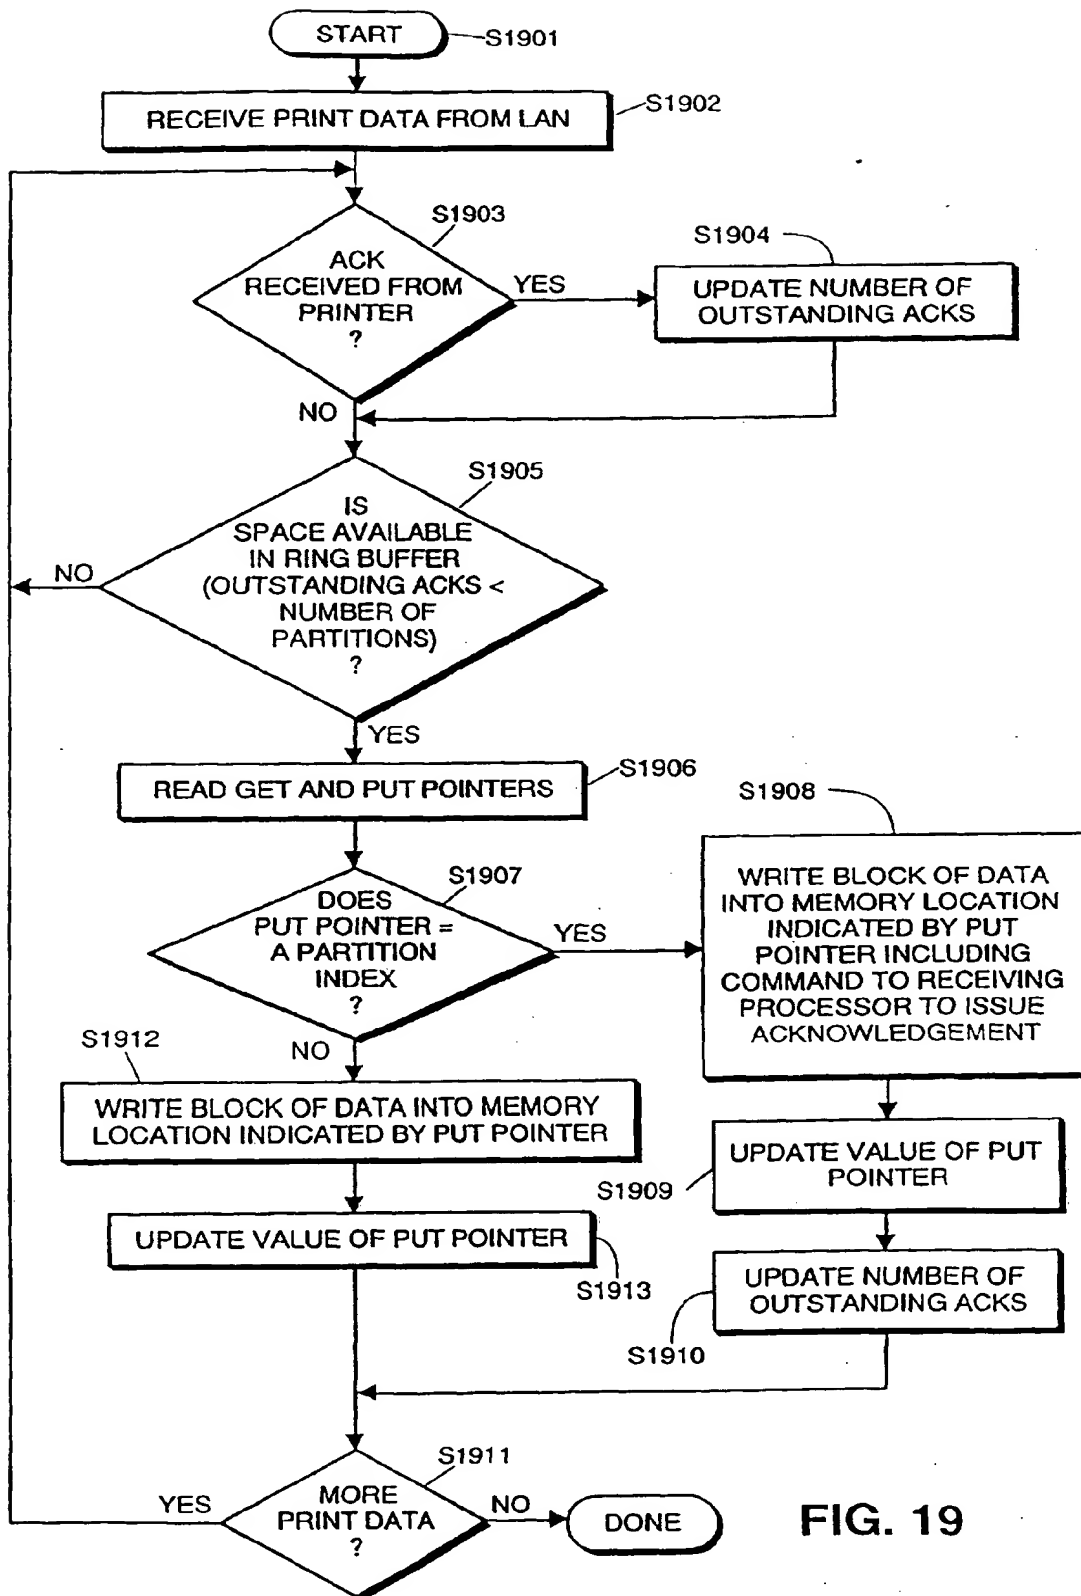 START
S1901
RECEIVE PRINT DATA FROM LAN
S1902
ACK
RECEIVED FROM
PRINTER
?
S1903
YES
S1904
UPDATE NUMBER OF
OUTSTANDING ACKS
NO
IS
SPACE AVAILABLE
IN RING BUFFER
(OUTSTANDING ACKS <
NUMBER OF
PARTITIONS)
?
S1905
NO
YES
READ GET AND PUT POINTERS
S1906
DOES
PUT POINTER =
A PARTITION
INDEX
?
S1907
YES
S1908
WRITE BLOCK OF DATA
INTO MEMORY LOCATION
INDICATED BY PUT
POINTER INCLUDING
COMMAND TO RECEIVING
PROCESSOR TO ISSUE
ACKNOWLEDGEMENT
NO
S1912
WRITE BLOCK OF DATA INTO MEMORY
LOCATION INDICATED BY PUT POINTER
UPDATE VALUE OF PUT
POINTER
S1909
UPDATE VALUE OF PUT POINTER
S1913
UPDATE NUMBER OF
OUTSTANDING ACKS
S1910
MORE
PRINT DATA
?
S1911
YES
NO
DONE
FIG. 19